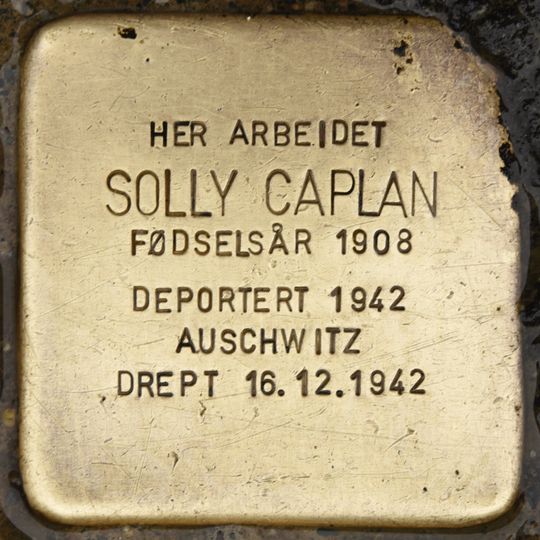 HER ARBEIDET
SOLLY CAPLAN
FØDSELSÅR 1908
DEPORTERT 1942
AUSCHWITZ
DREPT 16.12.1942